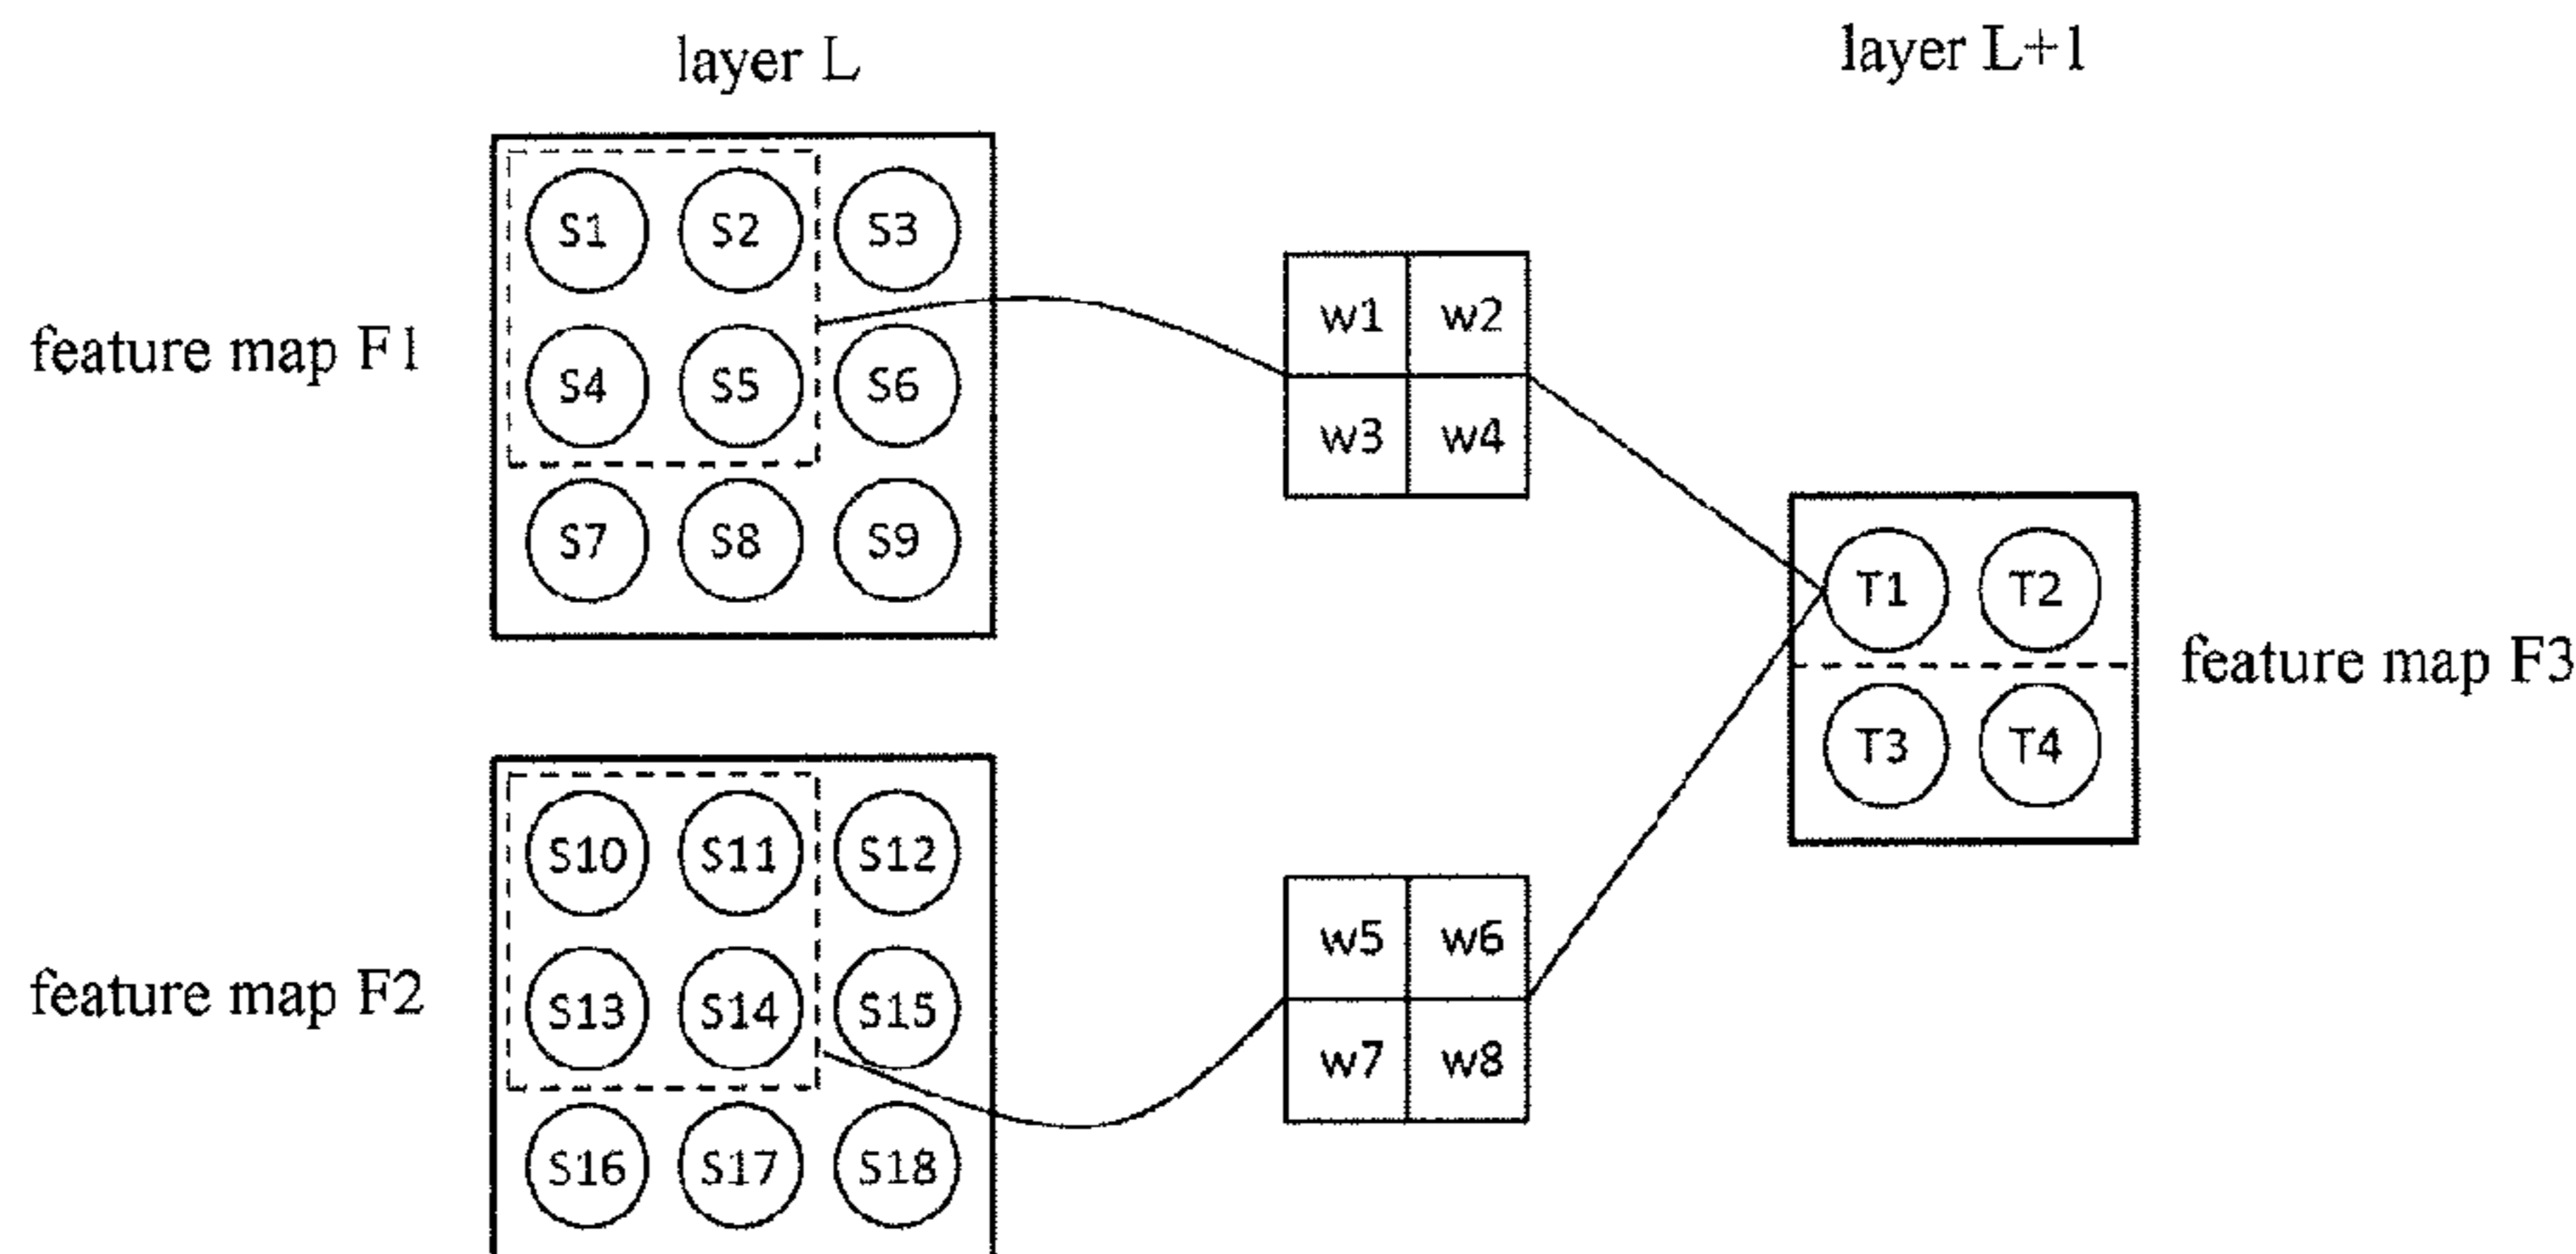 layer L
layer L+1
feature map F1
S1 S2 S3
S4 S5 S6
S7 S8 S9
w1 w2
w3 w4
T1 T2
T3 T4
feature map F3
feature map F2
S10 S11 S12
S13 S14 S15
S16 S17 S18
w5 w6
w7 w8